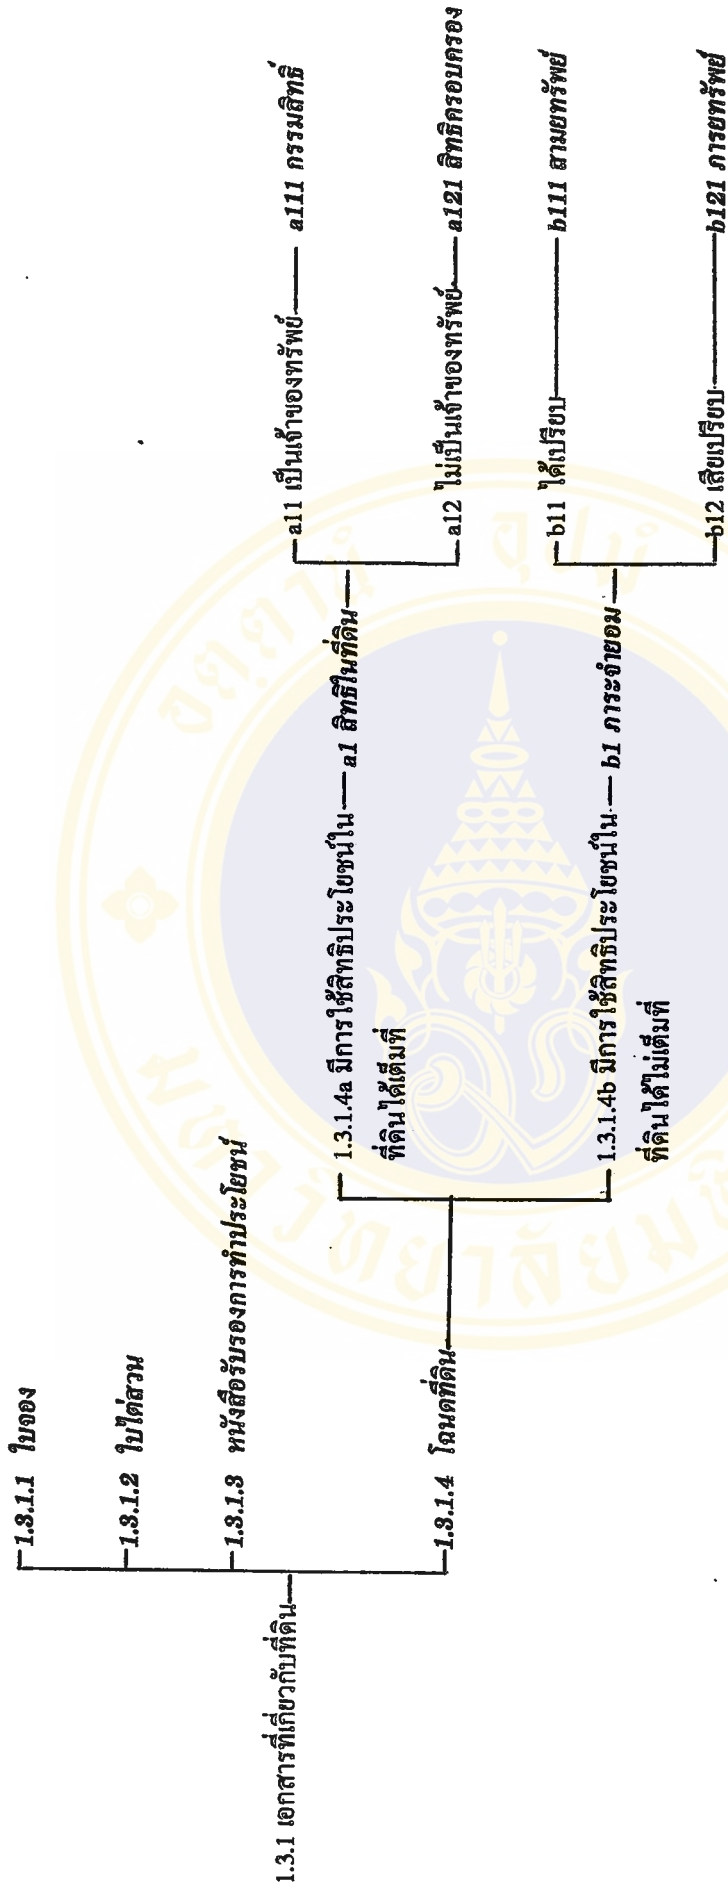 1.3.1 เอกสารที่เกี่ยวกับที่ดิน
1.3.1.1 ใบจอง
1.3.1.2 ใบไต่สวน
1.3.1.3 หนังสือรับรองการทำประโยชน์
1.3.1.4 โฉนดที่ดิน
1.3.1.4a มีการใช้สิทธิประโยชน์ใน
ที่ดินได้เต็มที่
a1 สิทธิในที่ดิน
a11 เป็นเจ้าของทรัพย์
a111 กรรมสิทธิ์
a12 ไม่เป็นเจ้าของทรัพย์
a121 สิทธิครอบครอง
1.3.1.4b มีการใช้สิทธิประโยชน์ใน
ที่ดินได้ไม่เต็มที่
b1 ภาระจำยอม
b11 ได้เปรียบ
b111 สามยทรัพย์
b12 เสียเปรียบ
b121 ภารยทรัพย์